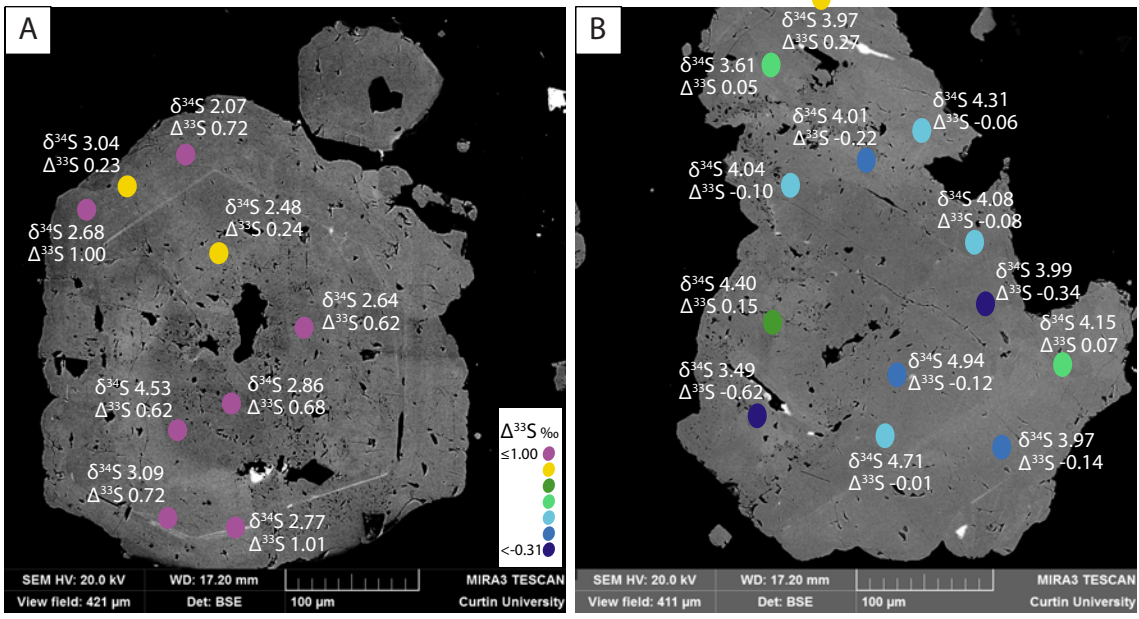 A
δ³⁴S 2.07
Δ³³S 0.72
δ³⁴S 3.04
Δ³³S 0.23
δ³⁴S 2.68
Δ³³S 1.00
δ³⁴S 2.48
Δ³³S 0.24
δ³⁴S 2.64
Δ³³S 0.62
δ³⁴S 4.53
Δ³³S 0.62
δ³⁴S 2.86
Δ³³S 0.68
δ³⁴S 3.09
Δ³³S 0.72
δ³⁴S 2.77
Δ³³S 1.01
Δ³³S ‰
≤1.00
<-0.31
SEM HV: 20.0 kV
WD: 17.20 mm
MIRA3 TESCAN
View field: 421 µm
Det: BSE
100 µm
Curtin University
B
δ³⁴S 3.97
Δ³³S 0.27
δ³⁴S 3.61
Δ³³S 0.05
δ³⁴S 4.31
Δ³³S -0.06
δ³⁴S 4.01
Δ³³S -0.22
δ³⁴S 4.04
Δ³³S -0.10
δ³⁴S 4.08
Δ³³S -0.08
δ³⁴S 3.99
Δ³³S -0.34
δ³⁴S 4.40
Δ³³S 0.15
δ³⁴S 4.15
Δ³³S 0.07
δ³⁴S 3.49
Δ³³S -0.62
δ³⁴S 4.94
Δ³³S -0.12
δ³⁴S 4.71
Δ³³S -0.01
δ³⁴S 3.97
Δ³³S -0.14
SEM HV: 20.0 kV
WD: 17.20 mm
MIRA3 TESCAN
View field: 411 µm
Det: BSE
100 µm
Curtin University